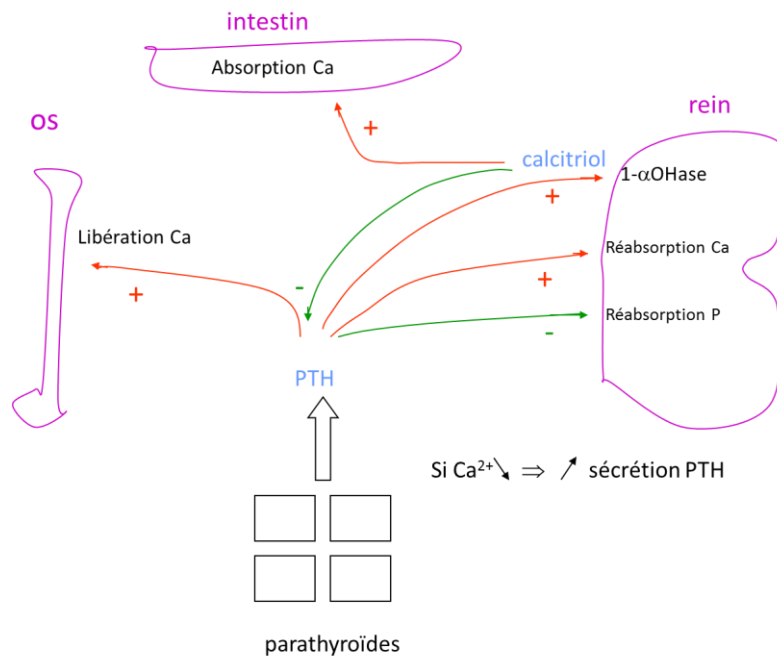 intestin
Absorption Ca
os
rein
+
calcitriol
1-αOHase
+
Libération Ca
Réabsorption Ca
-
+
+
Réabsorption P
-
PTH
Si Ca²⁺↘ ⇒ ↗ sécrétion PTH
parathyroïdes